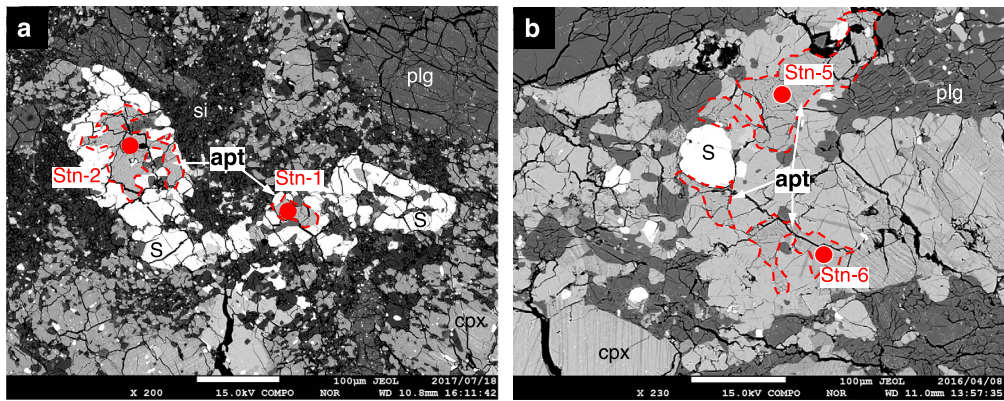 a
plg
si
apt
Stn-2
Stn-1
S
S
cpx
100μm JEOL 2017/07/18
X 200 15.0kV COMPO NOR WD 10.8mm 16:11:42
b
Stn-5
plg
S
apt
Stn-6
cpx
100μm JEOL 2016/04/08
X 230 15.0kV COMPO NOR WD 11.0mm 13:57:35